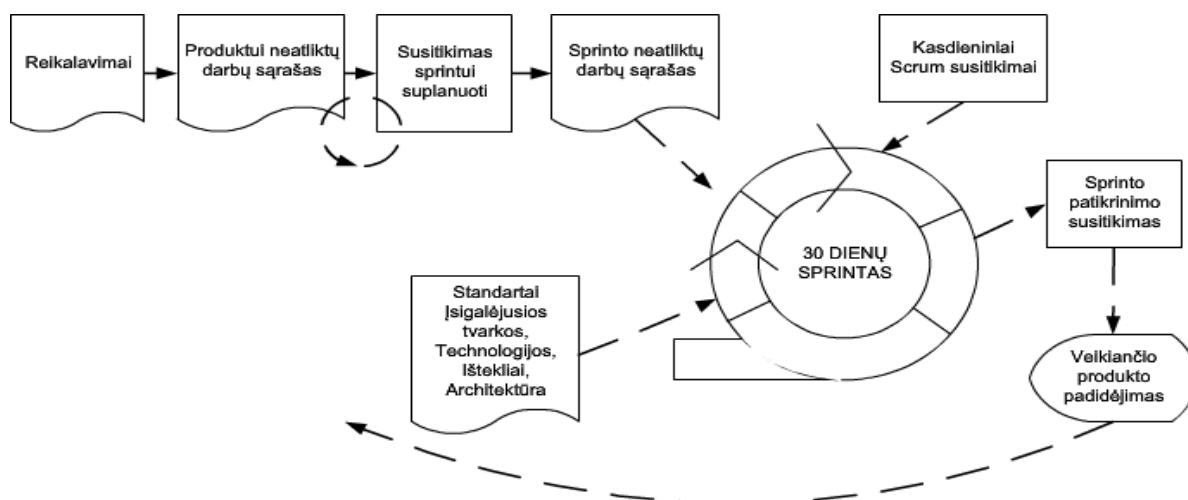 Reikalavimai
Produktui neatliktų
darbų sąrašas
Susitikimas
sprintui
suplanuoti
Sprinto neatliktų
darbų sąrašas
Kasdieniniai
Scrum susitikimai
Sprinto
patikrinimo
susitikimas
30 DIENŲ
SPRINTAS
Standartai
Įsigalėjusios
tvarkos,
Technologijos,
Ištekliai,
Architektūra
Veikiančio
produkto
padidėjimas